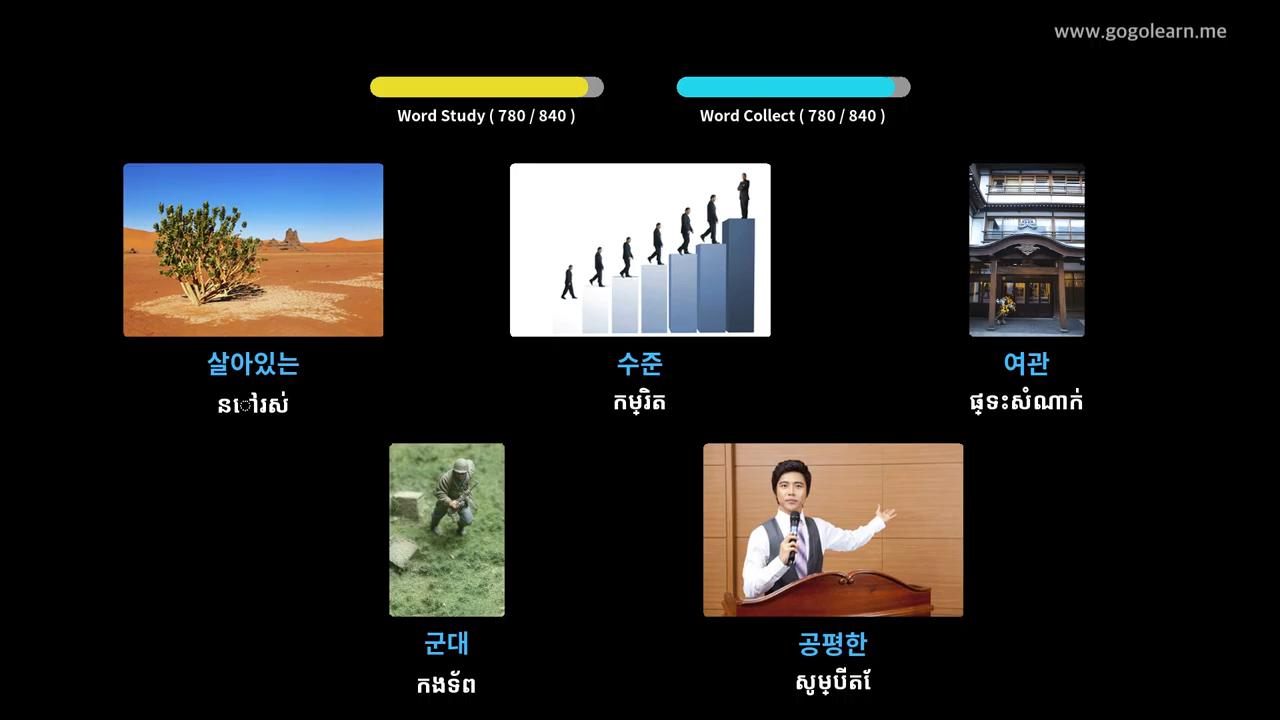 www.gogolearn.me
Word Study ( 780 / 840 )
Word Collect ( 780 / 840 )
살아있는
នៅរស់
수준
កម្រិត
여관
ផ្ទះសំណាក់
군대
កងទ័ព
공평한
សូម្បីតែ